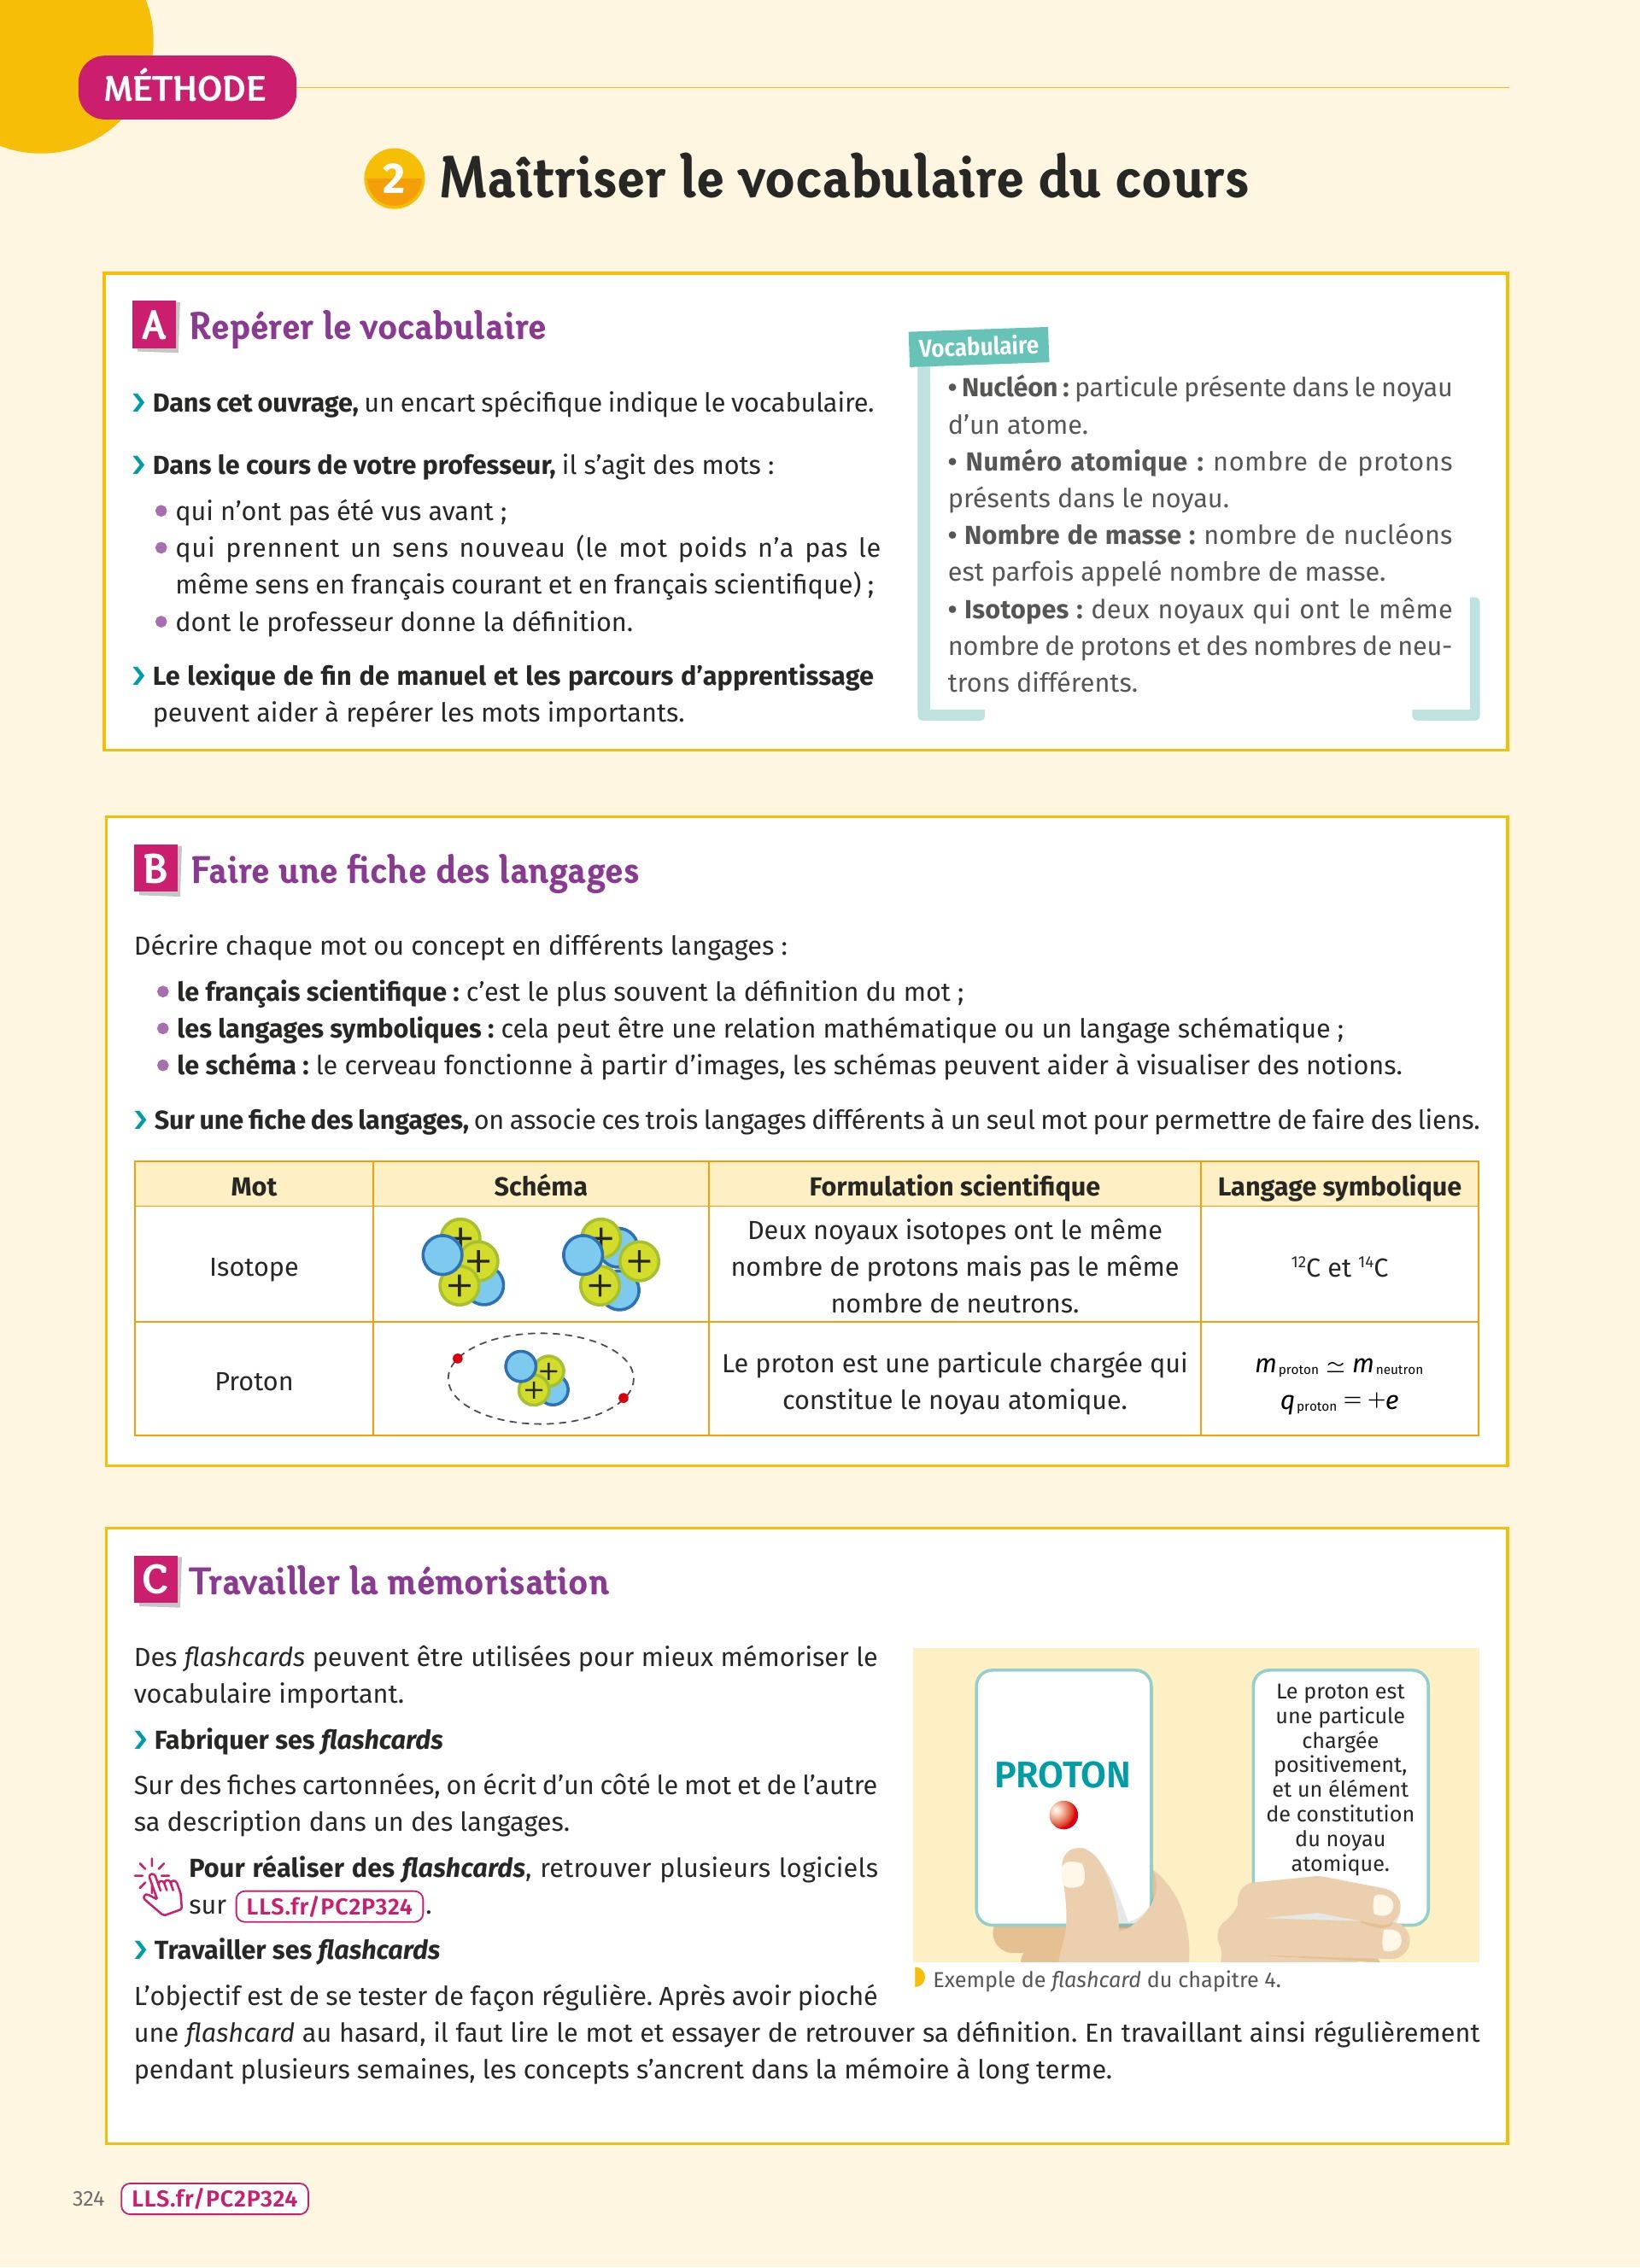 MÉTHODE
2 Maîtriser le vocabulaire du cours
A Repérer le vocabulaire
› Dans cet ouvrage, un encart spécifique indique le vocabulaire.
› Dans le cours de votre professeur, il s’agit des mots :
• qui n’ont pas été vus avant ;
• qui prennent un sens nouveau (le mot poids n’a pas le
même sens en français courant et en français scientifique) ;
• dont le professeur donne la définition.
› Le lexique de fin de manuel et les parcours d’apprentissage
peuvent aider à repérer les mots importants.
Vocabulaire
• Nucléon : particule présente dans le noyau
d’un atome.
• Numéro atomique : nombre de protons
présents dans le noyau.
• Nombre de masse : nombre de nucléons
est parfois appelé nombre de masse.
• Isotopes : deux noyaux qui ont le même
nombre de protons et des nombres de neu-
trons différents.
B Faire une fiche des langages
Décrire chaque mot ou concept en différents langages :
• le français scientifique : c’est le plus souvent la définition du mot ;
• les langages symboliques : cela peut être une relation mathématique ou un langage schématique ;
• le schéma : le cerveau fonctionne à partir d’images, les schémas peuvent aider à visualiser des notions.
› Sur une fiche des langages, on associe ces trois langages différents à un seul mot pour permettre de faire des liens.
Mot Schéma Formulation scientifique Langage symbolique
Isotope
+ + +
+ + +
Deux noyaux isotopes ont le même
nombre de protons mais pas le même
nombre de neutrons.
¹²C et ¹⁴C
Proton
+ +
Le proton est une particule chargée qui
constitue le noyau atomique.
m proton ≃ m neutron
q proton = +e
C Travailler la mémorisation
Des flashcards peuvent être utilisées pour mieux mémoriser le
vocabulaire important.
› Fabriquer ses flashcards
Sur des fiches cartonnées, on écrit d’un côté le mot et de l’autre
sa description dans un des langages.
Pour réaliser des flashcards, retrouver plusieurs logiciels
sur LLS.fr/PC2P324.
› Travailler ses flashcards
L’objectif est de se tester de façon régulière. Après avoir pioché
une flashcard au hasard, il faut lire le mot et essayer de retrouver sa définition. En travaillant ainsi régulièrement
pendant plusieurs semaines, les concepts s’ancrent dans la mémoire à long terme.
PROTON
Le proton est
une particule
chargée
positivement,
et un élément
de constitution
du noyau
atomique.
Exemple de flashcard du chapitre 4.
324 LLS.fr/PC2P324